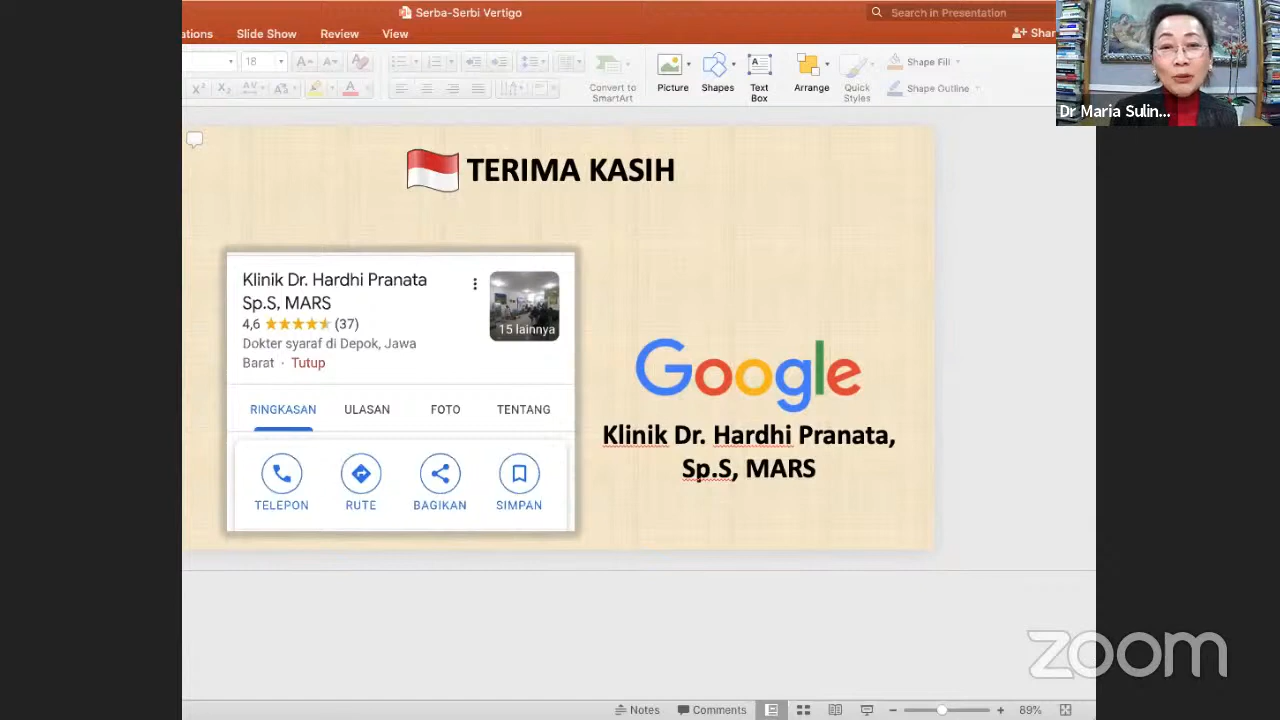 Serba-Serbi Vertigo
Search in Presentation
ations
Slide Show
Review
View
Shar
18
Convert to
SmartArt
Picture
Shapes
Text
Box
Arrange
Quick
Styles
Shape Fill
Shape Outline
Dr Maria Sulin...
TERIMA KASIH
Klinik Dr. Hardhi Pranata
Sp.S, MARS
4,6 (37)
Dokter syaraf di Depok, Jawa
Barat · Tutup
15 lainnya
RINGKASAN
ULASAN
FOTO
TENTANG
TELEPON
RUTE
BAGIKAN
SIMPAN
Google
Klinik Dr. Hardhi Pranata,
Sp.S, MARS
zoom
Notes
Comments
89%